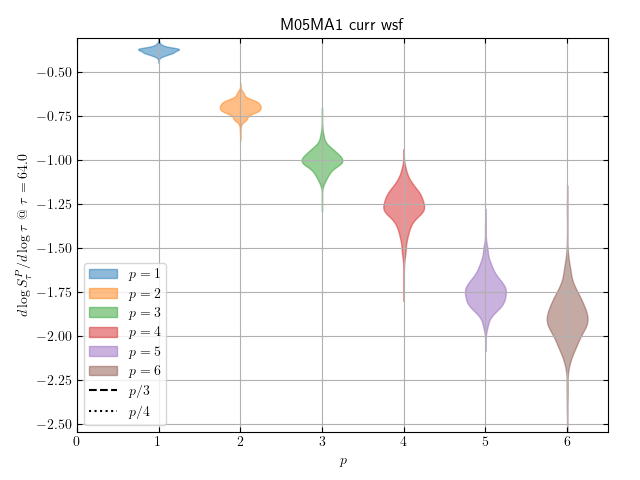 M05MA1 curr wsf
d log S_τ^P / d log τ @ τ = 64.0
−0.50
−0.75
−1.00
−1.25
−1.50
−1.75
−2.00
−2.25
−2.50
p = 1
p = 2
p = 3
p = 4
p = 5
p = 6
p/3
p/4
0 1 2 3 4 5 6
p